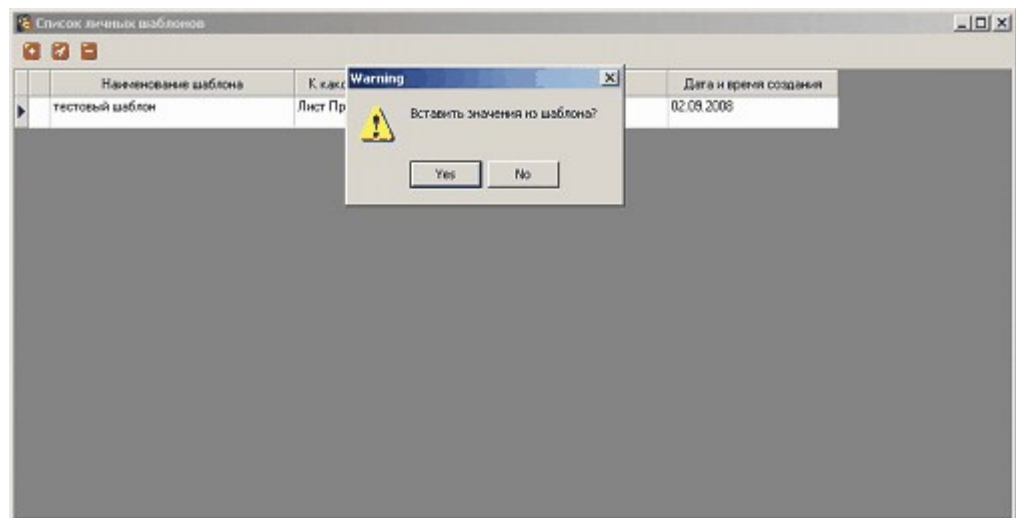 Список личных шаблонов
Наименование шаблона К како Дата и время создания
тестовый шаблон Лист Пр 02.09.2008
Warning
Вставить значения из шаблона?
Yes No